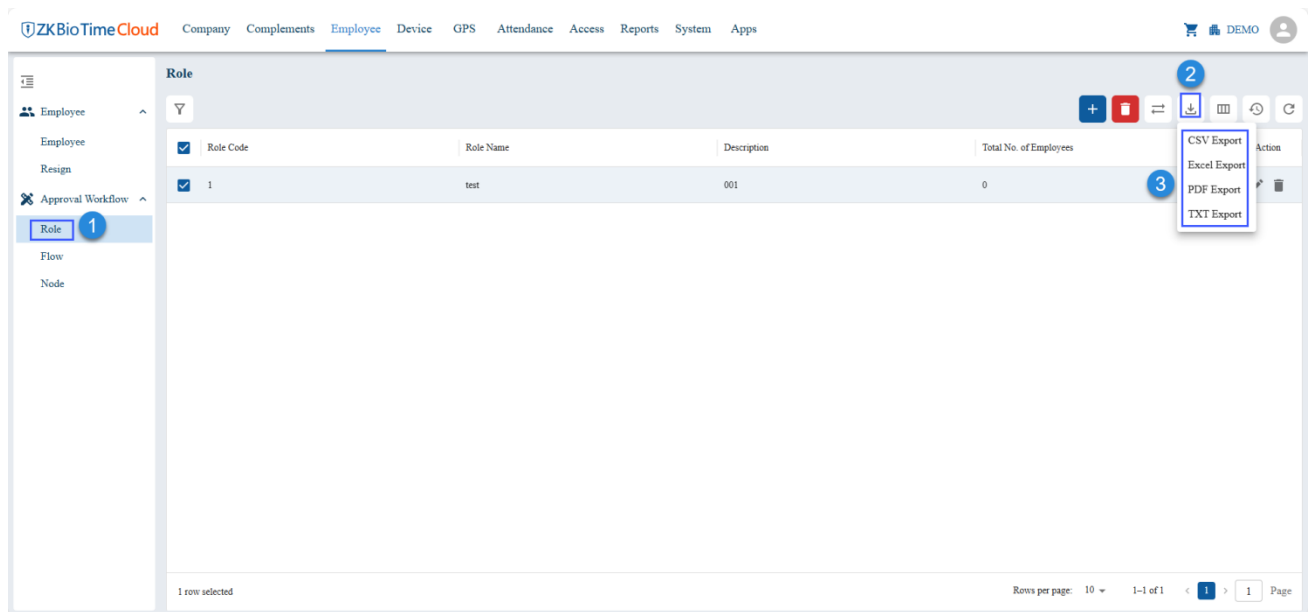 ZKBioTime Cloud Company Complements Employee Device GPS Attendance Access Reports System Apps DEMO
Role
2
Employee
Employee
Resign
Approval Workflow
Role 1
Flow
Node
Role Code Role Name Description Total No. of Employees Action
1 test 001 0
CSV Export
Excel Export
3 PDF Export
TXT Export
1 row selected Rows per page: 10 1–1 of 1 < 1 > 1 Page